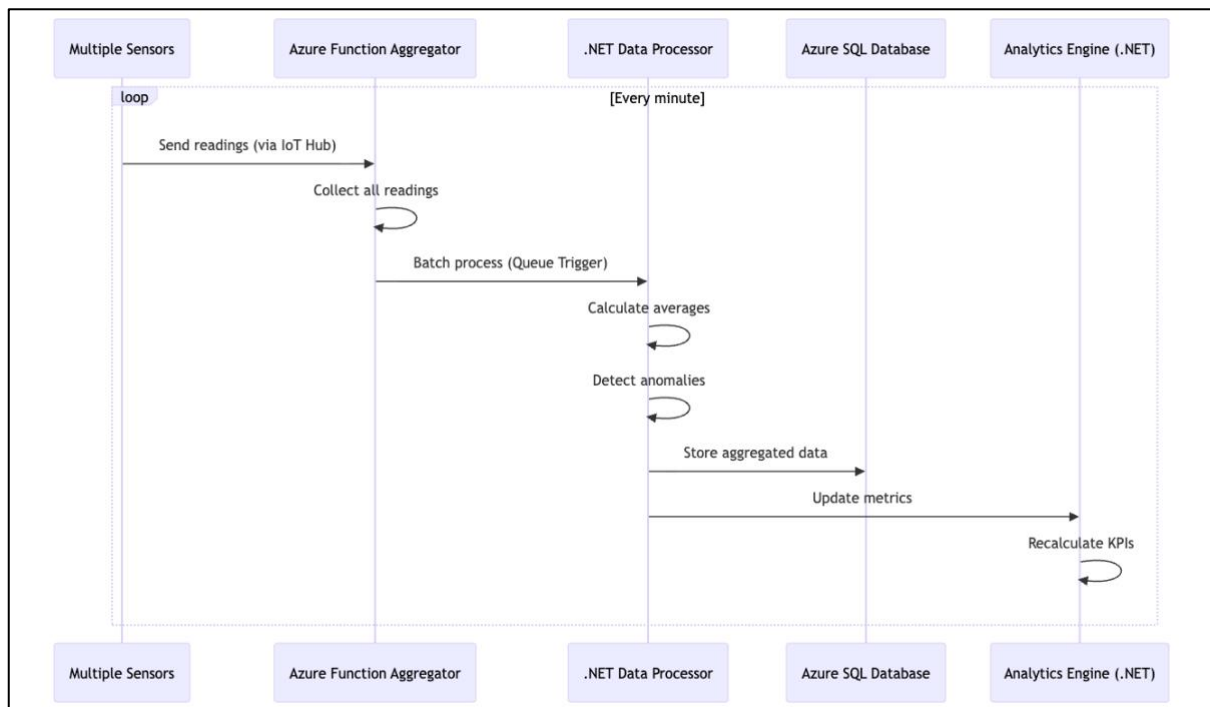 Multiple Sensors
Azure Function Aggregator
.NET Data Processor
Azure SQL Database
Analytics Engine (.NET)
loop
[Every minute]
Send readings (via IoT Hub)
Collect all readings
Batch process (Queue Trigger)
Calculate averages
Detect anomalies
Store aggregated data
Update metrics
Recalculate KPIs
Multiple Sensors
Azure Function Aggregator
.NET Data Processor
Azure SQL Database
Analytics Engine (.NET)